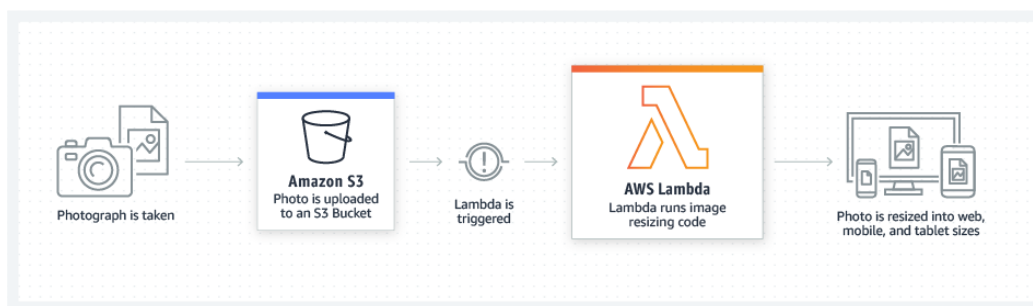 Photograph is taken
Amazon S3
Photo is uploaded
to an S3 Bucket
Lambda is
triggered
AWS Lambda
Lambda runs image
resizing code
Photo is resized into web,
mobile, and tablet sizes